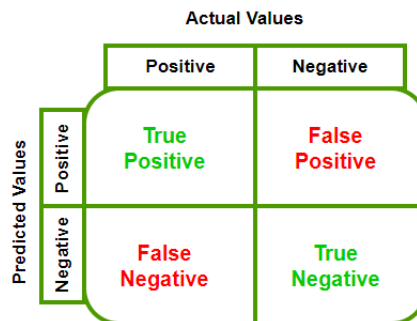 Actual Values
Positive
Negative
Predicted Values
Positive
True
Positive
False
Positive
Negative
False
Negative
True
Negative